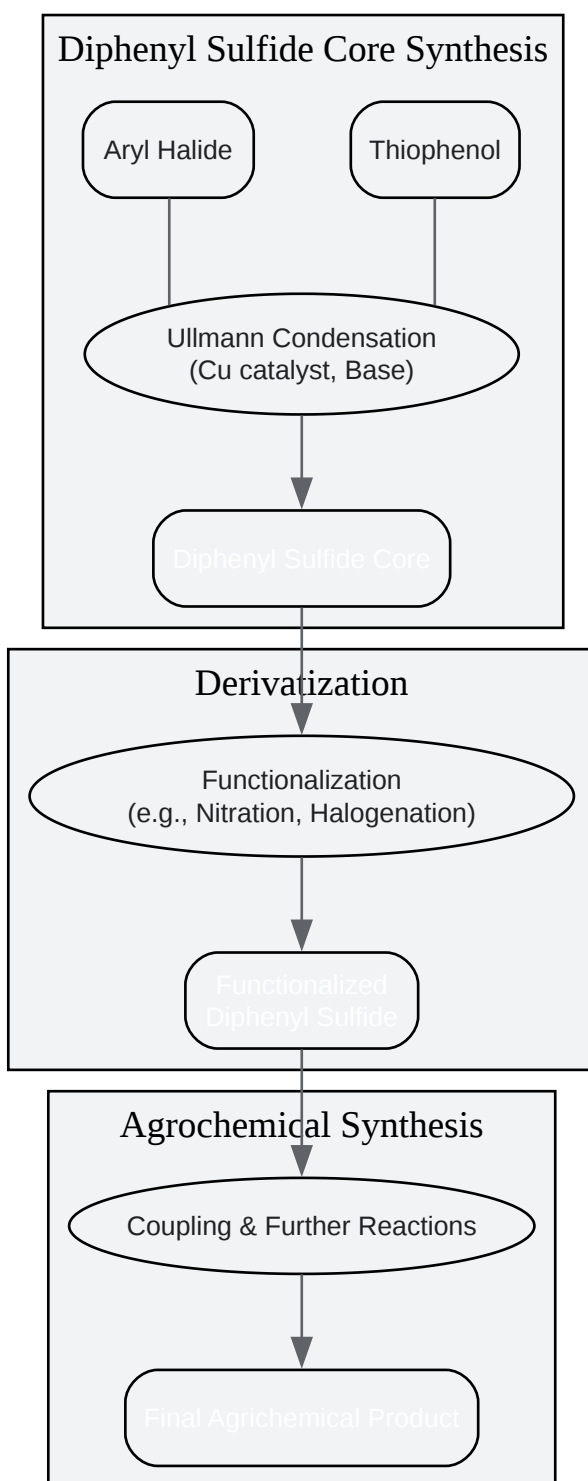 Diphenyl Sulfide Core Synthesis
Aryl Halide
Thiophenol
Ullmann Condensation
(Cu catalyst, Base)
Diphenyl Sulfide Core
Derivatization
Functionalization
(e.g., Nitration, Halogenation)
Functionalized
Diphenyl Sulfide
Agrochemical Synthesis
Coupling & Further Reactions
Final Agrichemical Product